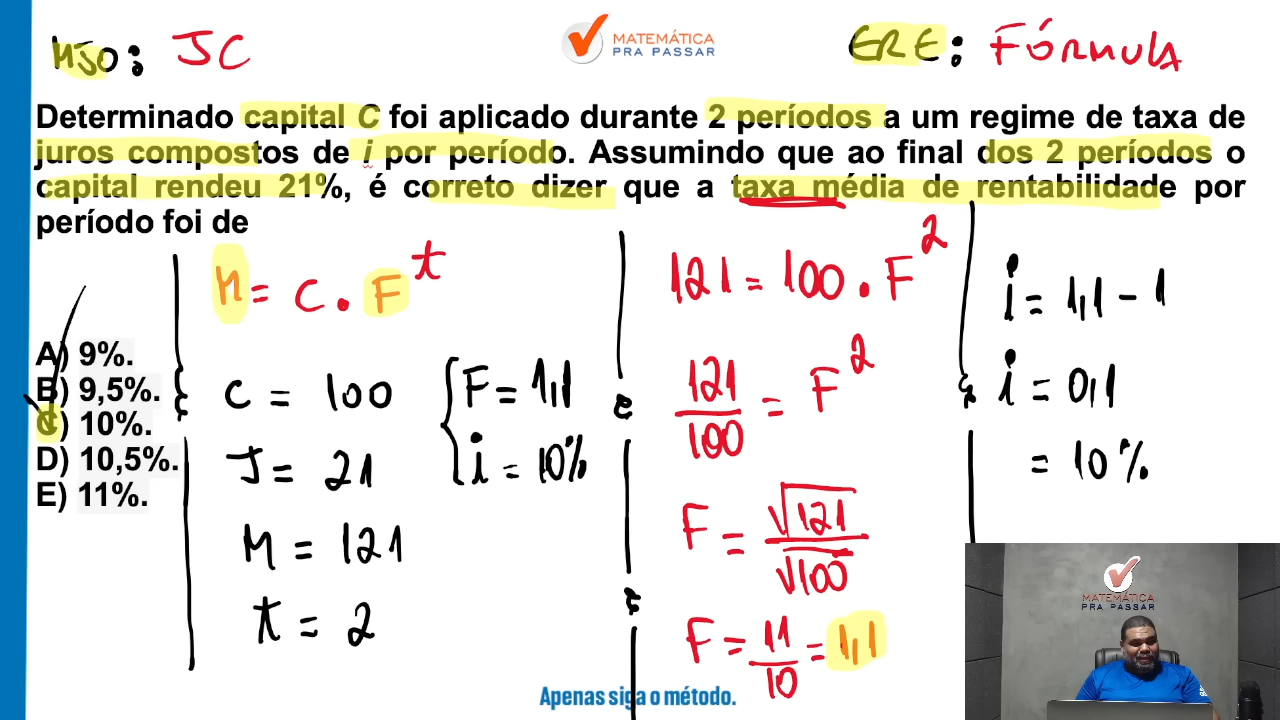 MJO: JC
MATEMÁTICA
PRA PASSAR
ERE: FÓRMULA
Determinado capital C foi aplicado durante 2 períodos a um regime de taxa de
juros compostos de i por período. Assumindo que ao final dos 2 períodos o
capital rendeu 21%, é correto dizer que a taxa média de rentabilidade por
período foi de
A) 9%.
B) 9,5%.
C) 10%.
D) 10,5%.
E) 11%.
M = C . F^t
C = 100
J = 21
M = 121
t = 2
F = 1,1
i = 10%
121 = 100 . F^2
121/100 = F^2
F = √121/√100
F = 11/10 = 1,1
i = 1,1 - 1
i = 0,1
= 10%
MATEMÁTICA
PRA PASSAR
Apenas siga o método.